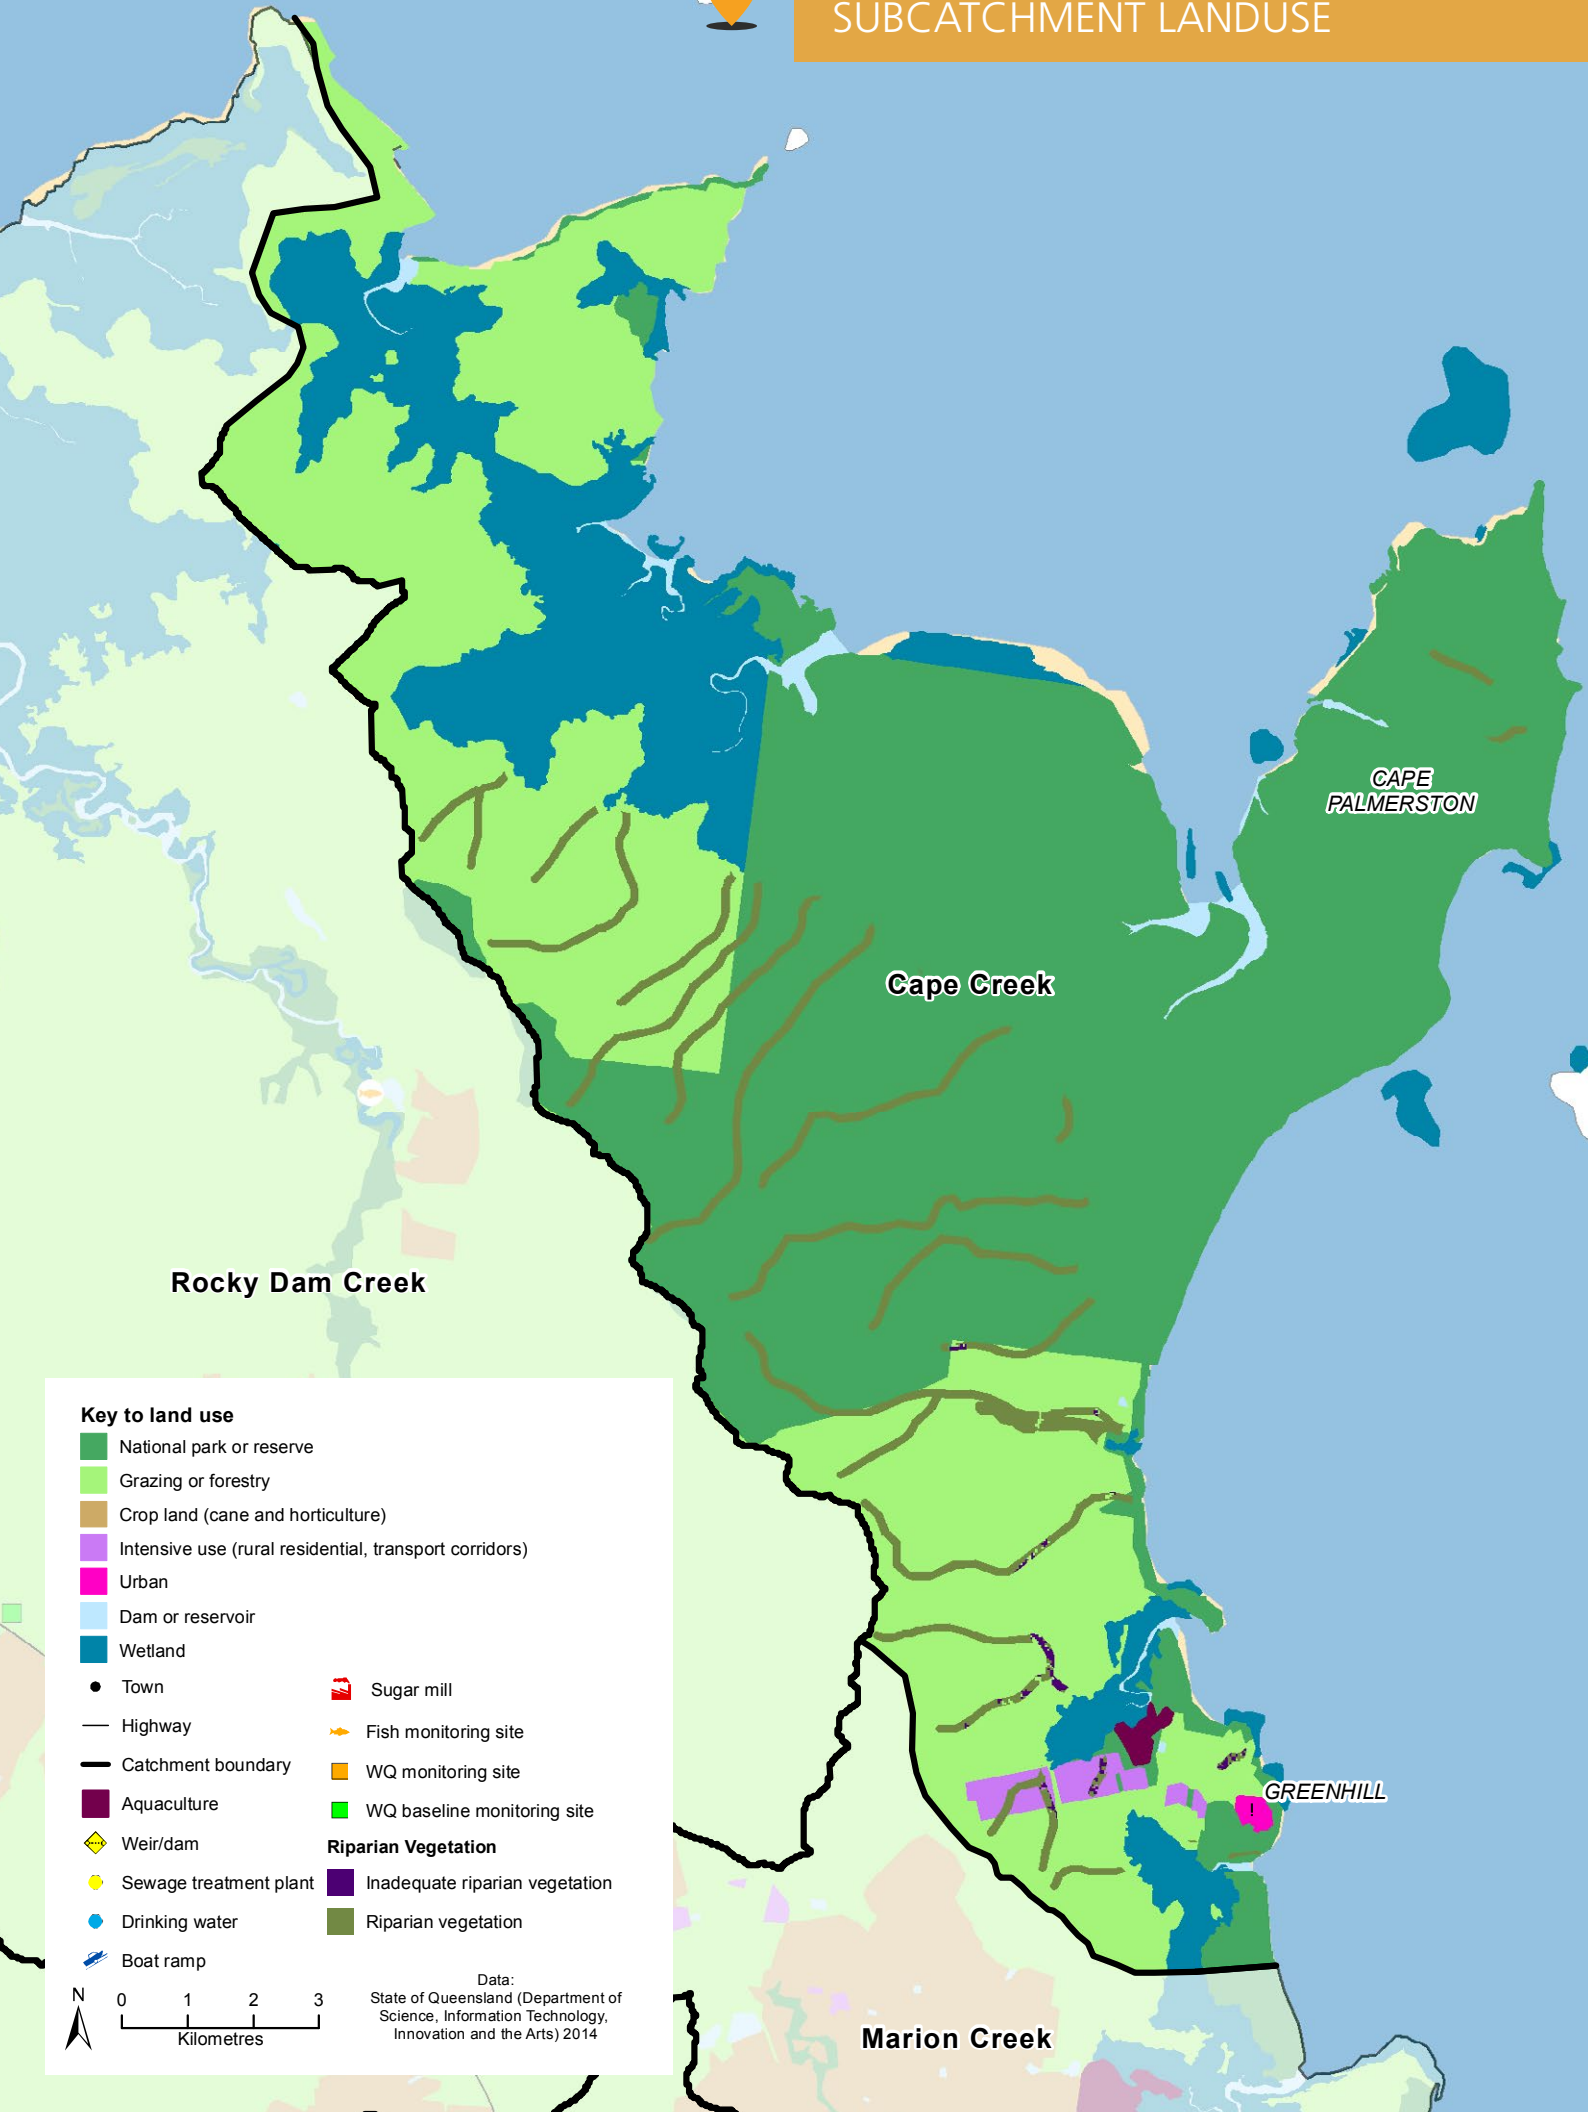 SUBCATCHMENT LANDUSE
CAPE
PALMERSTON
Cape Creek
Rocky Dam Creek
Key to land use
National park or reserve
Grazing or forestry
Crop land (cane and horticulture)
Intensive use (rural residential, transport corridors)
Urban
Dam or reservoir
Wetland
Town
Highway
Catchment boundary
Aquaculture
Weir/dam
Sewage treatment plant
Drinking water
Boat ramp
Sugar mill
Fish monitoring site
WQ monitoring site
WQ baseline monitoring site
Riparian Vegetation
Inadequate riparian vegetation
Riparian vegetation
N
0 1 2 3
Kilometres
Data:
State of Queensland (Department of
Science, Information Technology,
Innovation and the Arts) 2014
! GREENHILL
Marion Creek